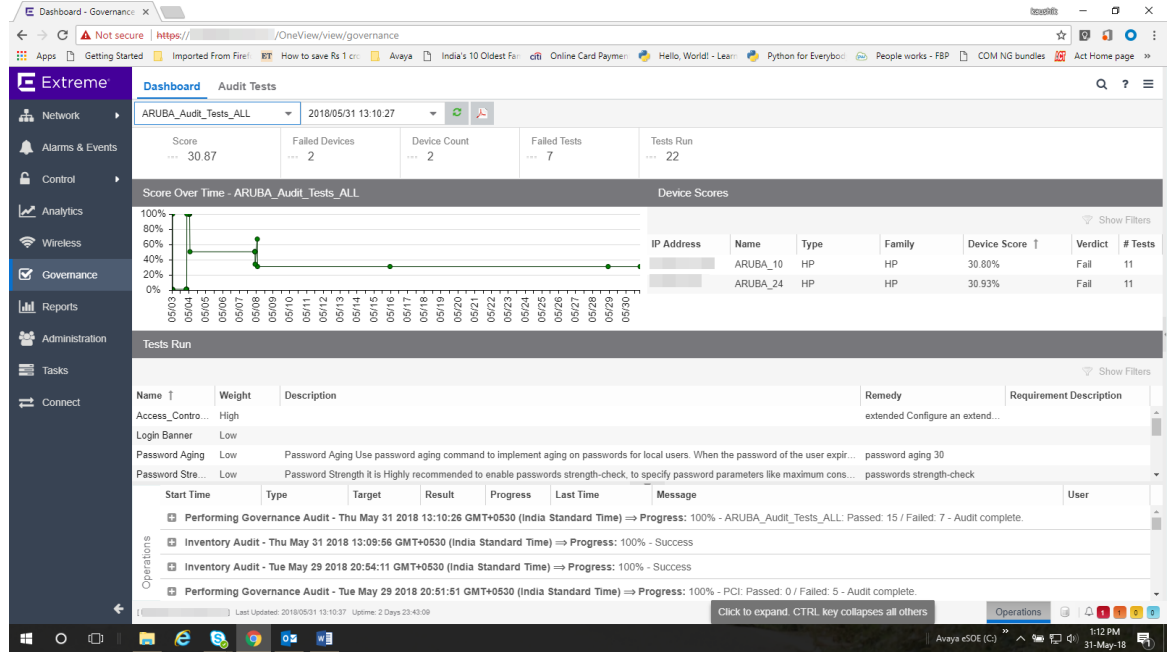 Dashboard - Governance
kaushik
Not secure | https:// /OneView/view/governance
Apps Getting Started Imported From Firef How to save Rs 1 crc Avaya India's 10 Oldest Fan citi Online Card Paymen Hello, World! - Learn Python for Everybod People works - FBP COM NG bundles Act Home page »
Extreme
Dashboard Audit Tests
Network
Alarms & Events
Control
Analytics
Wireless
Governance
Reports
Administration
Tasks
Connect
ARUBA_Audit_Tests_ALL 2018/05/31 13:10:27
Score Failed Devices Device Count Failed Tests Tests Run
--- 30.87 --- 2 --- 2 --- 7 --- 22
Score Over Time - ARUBA_Audit_Tests_ALL
100%
80%
60%
40%
20%
0%
05/03 05/04 05/05 05/06 05/07 05/08 05/09 05/10 05/11 05/12 05/13 05/14 05/15 05/16 05/17 05/18 05/19 05/20 05/21 05/22 05/23 05/24 05/25 05/26 05/27 05/28 05/29 05/30
Device Scores
Show Filters
IP Address Name Type Family Device Score ↑ Verdict # Tests
ARUBA_10 HP HP 30.80% Fail 11
ARUBA_24 HP HP 30.93% Fail 11
Tests Run
Show Filters
Name ↑ Weight Description Remedy Requirement Description
Access_Contro... High extended Configure an extend...
Login Banner Low
Password Aging Low Password Aging Use password aging command to implement aging on passwords for local users. When the password of the user expir... password aging 30
Password Stre... Low Password Strength it is Highly recommended to enable passwords strength-check, to specify password parameters like maximum cons... passwords strength-check
Operations
Start Time Type Target Result Progress Last Time Message User
Performing Governance Audit - Thu May 31 2018 13:10:26 GMT+0530 (India Standard Time) ⇒ Progress: 100% - ARUBA_Audit_Tests_ALL: Passed: 15 / Failed: 7 - Audit complete.
Inventory Audit - Thu May 31 2018 13:09:56 GMT+0530 (India Standard Time) ⇒ Progress: 100% - Success
Inventory Audit - Tue May 29 2018 20:54:11 GMT+0530 (India Standard Time) ⇒ Progress: 100% - Success
Performing Governance Audit - Tue May 29 2018 20:51:51 GMT+0530 (India Standard Time) ⇒ Progress: 100% - PCI: Passed: 0 / Failed: 5 - Audit complete.
Last Updated: 2018/05/31 13:10:37 Uptime: 2 Days 23:43:09
Click to expand. CTRL key collapses all others
Operations
1 1 0 0
Avaya eSOE (C:) »
1:12 PM
31-May-18